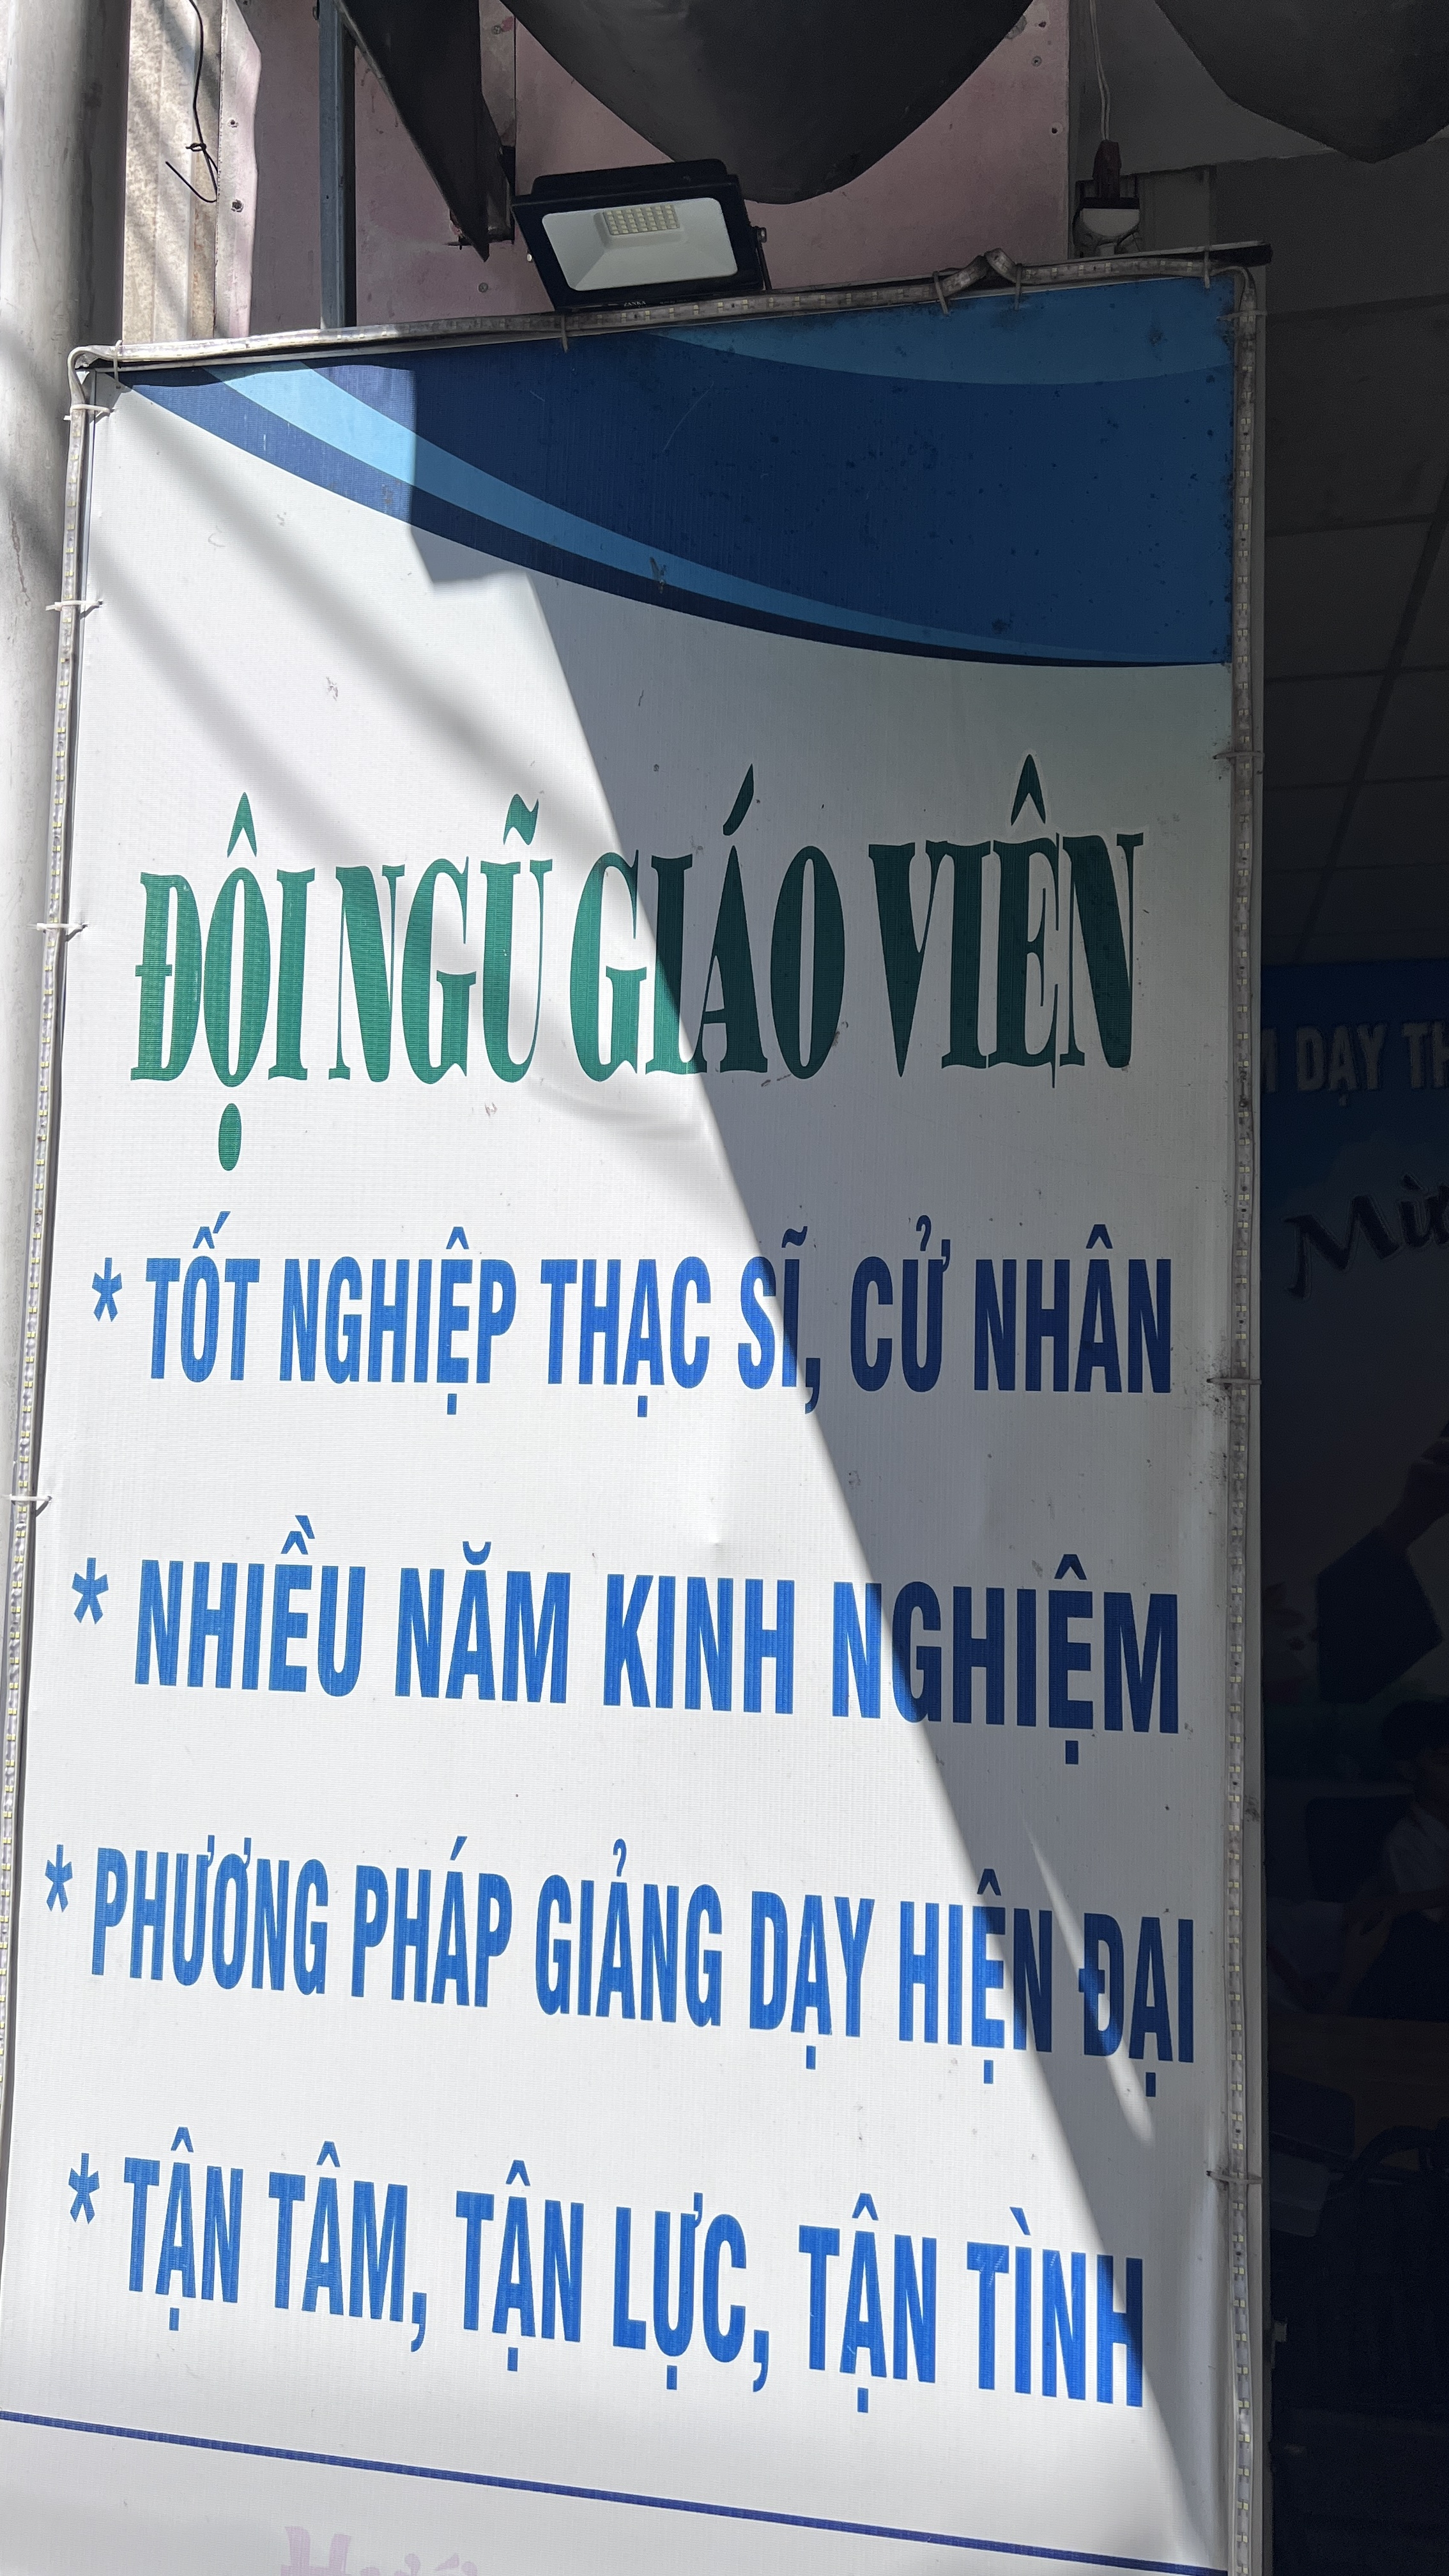 ĐỘI NGŨ GIÁO VIÊN
* TỐT NGHIỆP THẠC SĨ, CỬ NHÂN
* NHIỀU NĂM KINH NGHIỆM
* PHƯƠNG PHÁP GIẢNG DẠY HIỆN ĐẠI
* TẬN TÂM, TẬN LỰC, TẬN TÌNH
DẠY